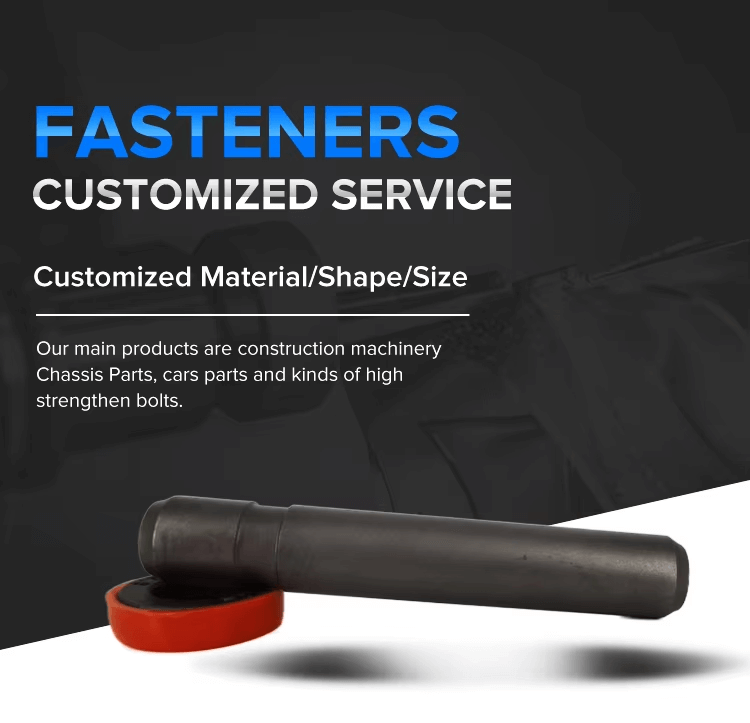 FASTENERS
CUSTOMIZED SERVICE
Customized Material/Shape/Size
Our main products are construction machinery
Chassis Parts, cars parts and kinds of high
strengthen bolts.